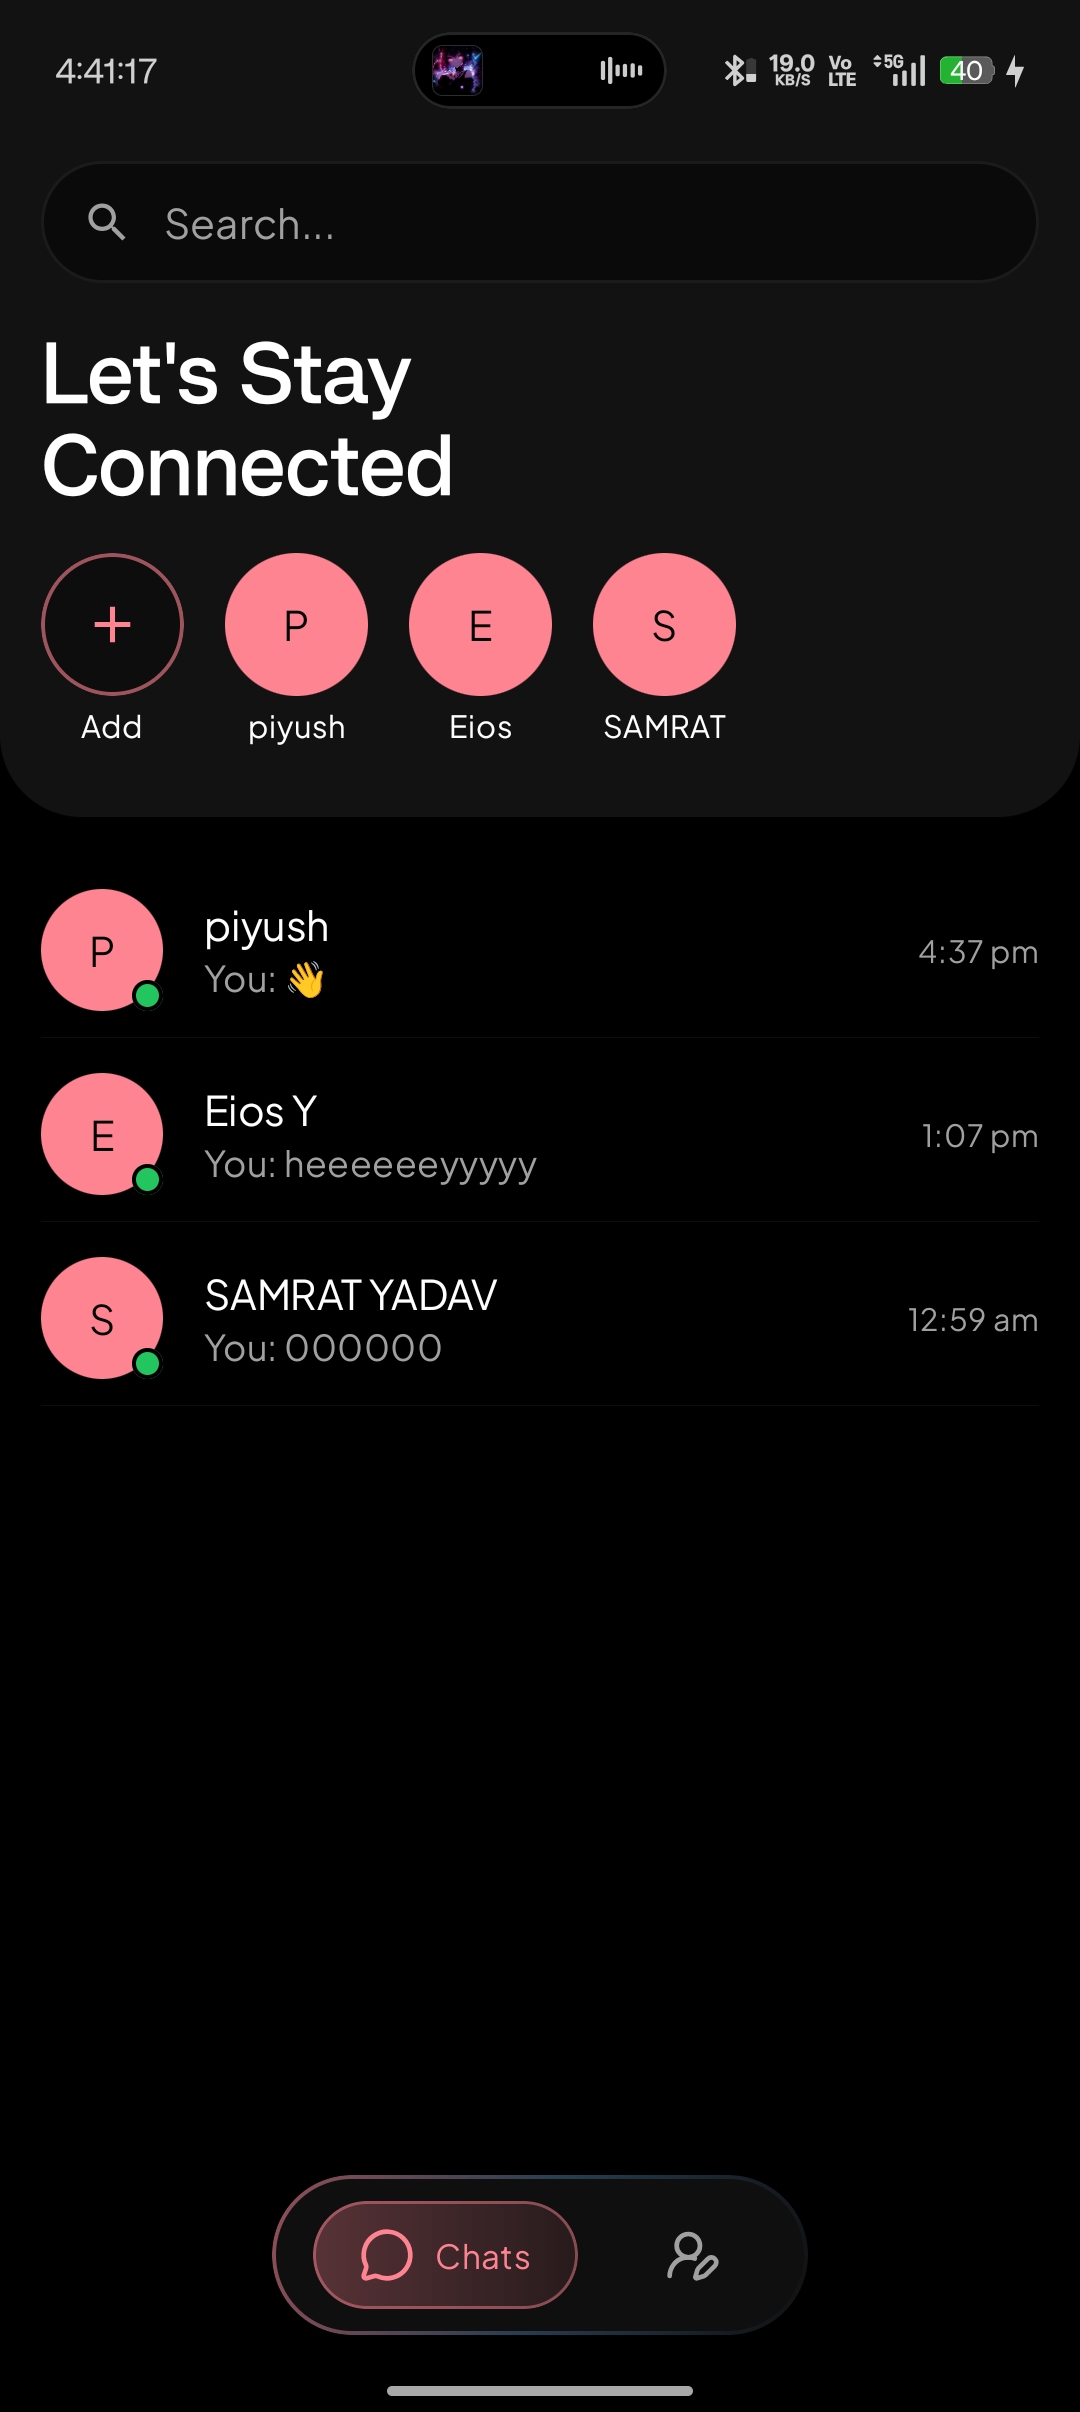 4:41:17
19.0 KB/S Vo LTE 5G 40
Search...
Let's Stay
Connected
P E S
Add piyush Eios SAMRAT
P
piyush
You: 👋
4:37 pm
E
Eios Y
You: heeeeeeyyyyy
1:07 pm
S
SAMRAT YADAV
You: 000000
12:59 am
Chats